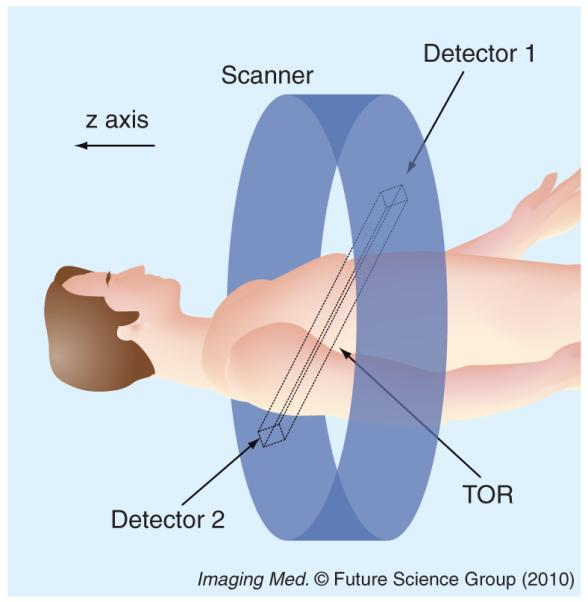 Detector 1
Scanner
z axis
TOR
Detector 2
Imaging Med. © Future Science Group (2010)